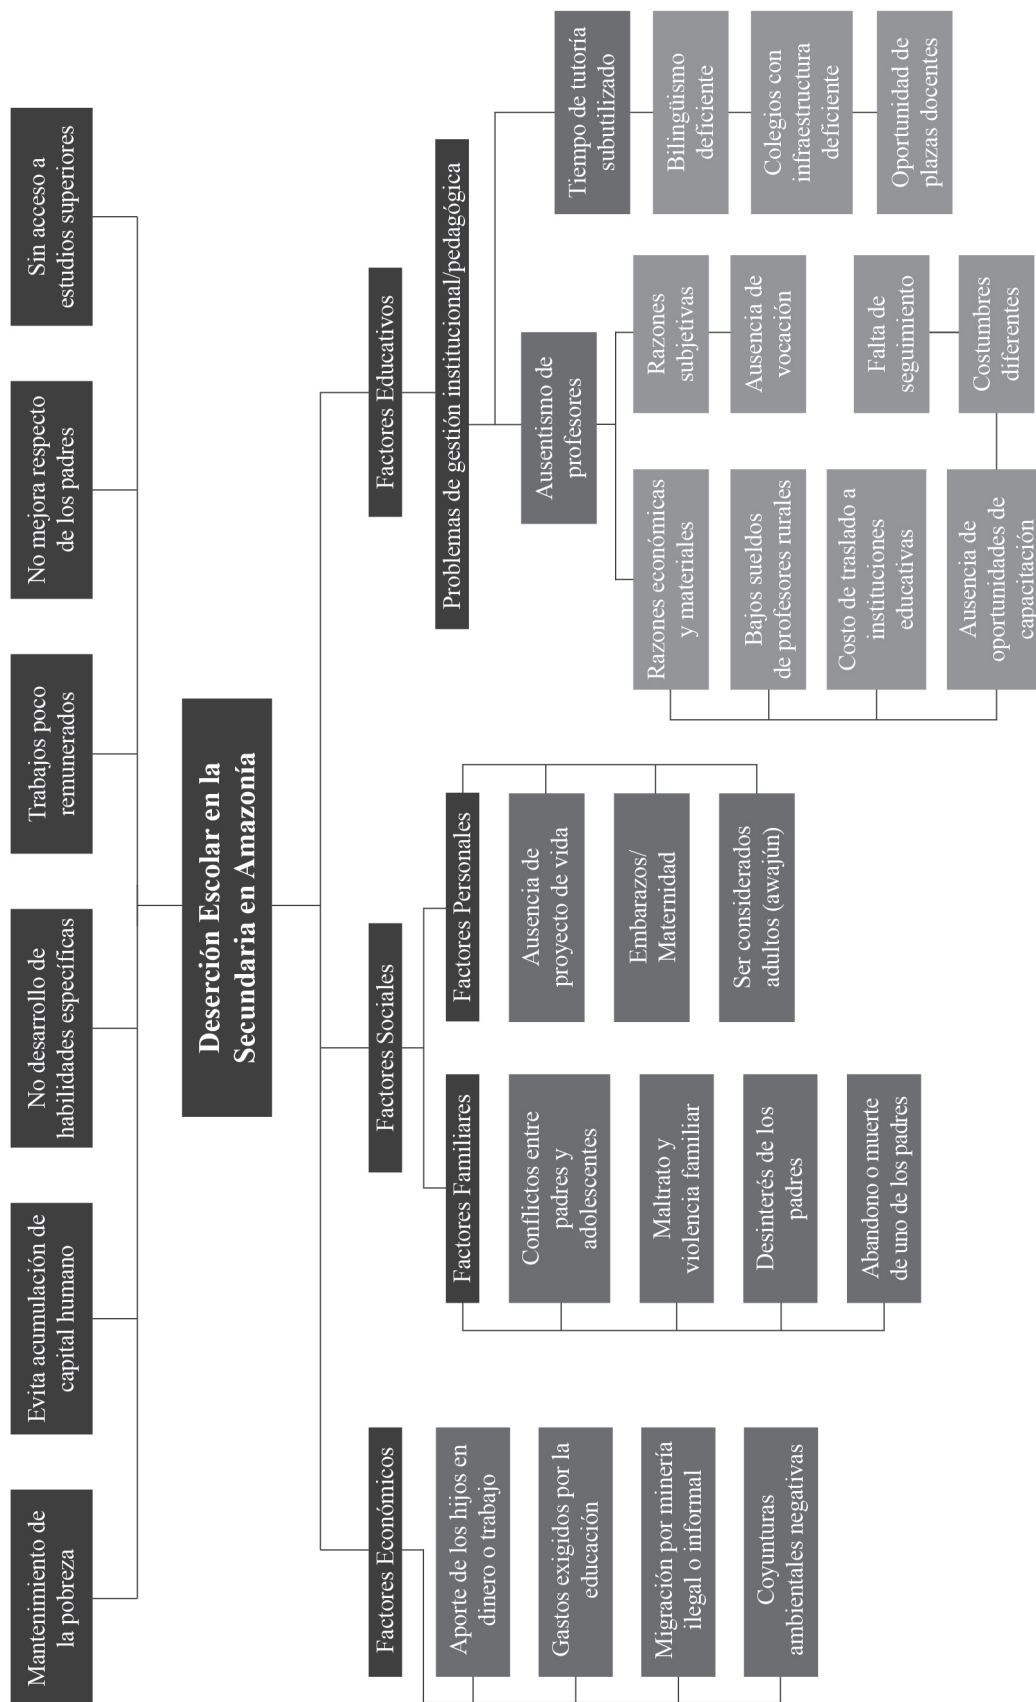 Mantenimiento de
la pobreza
Evita acumulación de
capital humano
No desarrollo de
habilidades específicas
Trabajos poco
remunerados
No mejora respecto
de los padres
Sin acceso a
estudios superiores
Deserción Escolar en la
Secundaria en Amazonía
Factores Económicos
Aporte de los hijos en
dinero o trabajo
Gastos exigidos por la
educación
Migración por minería
ilegal o informal
Coyunturas
ambientales negativas
Factores Sociales
Factores Familiares
Conflictos entre
padres y
adolescentes
Maltrato y
violencia familiar
Desinterés de los
padres
Abandono o muerte
de uno de los padres
Factores Personales
Ausencia de
proyecto de vida
Embarazos/
Maternidad
Ser considerados
adultos (awajún)
Factores Educativos
Problemas de gestión institucional/pedagógica
Ausentismo de
profesores
Razones económicas
y materiales
Bajos sueldos
de profesores rurales
Costo de traslado a
instituciones
educativas
Ausencia de
oportunidades de
capacitación
Razones
subjetivas
Ausencia de
vocación
Falta de
seguimiento
Costumbres
diferentes
Tiempo de tutoría
subutilizado
Bilingüismo
deficiente
Colegios con
infraestructura
deficiente
Oportunidad de
plazas docentes